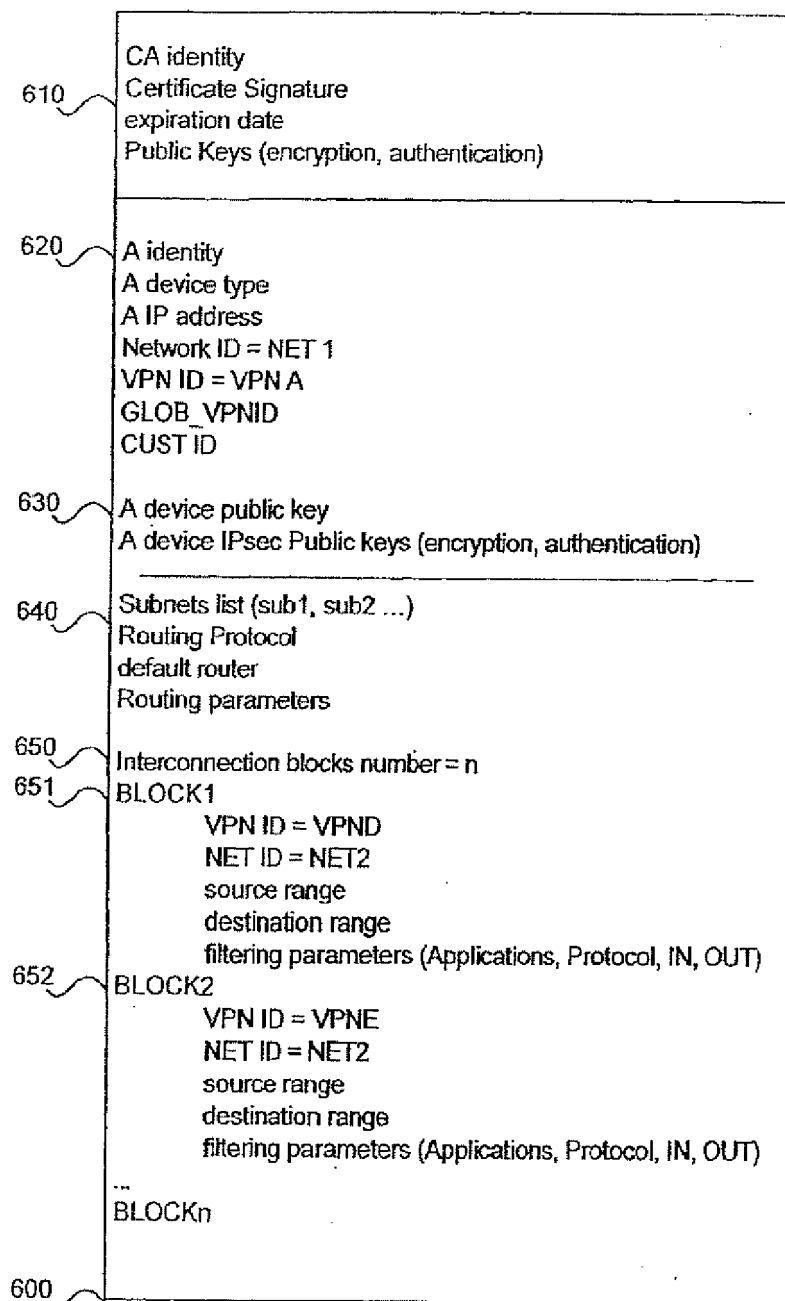 CA identity
610 Certificate Signature
expiration date
Public Keys (encryption, authentication)
620 A identity
A device type
A IP address
Network ID = NET 1
VPN ID = VPN A
GLOB_VPNID
CUST ID
630 A device public key
A device IPsec Public keys (encryption, authentication)
640 Subnets list (sub1, sub2 ...)
Routing Protocol
default router
Routing parameters
650 Interconnection blocks number = n
651 BLOCK1
VPN ID = VPND
NET ID = NET2
source range
destination range
filtering parameters (Applications, Protocol, IN, OUT)
652 BLOCK2
VPN ID = VPNE
NET ID = NET2
source range
destination range
filtering parameters (Applications, Protocol, IN, OUT)
...
BLOCKn
600